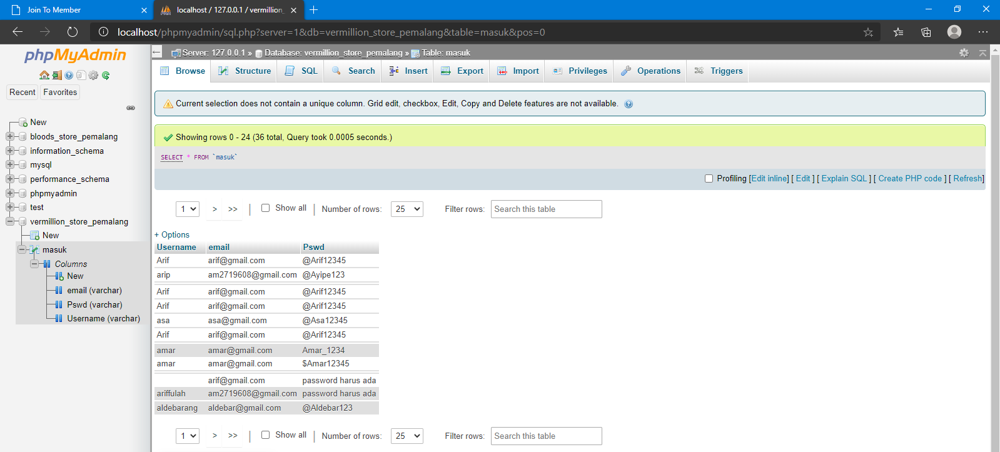 Join To Member
localhost / 127.0.0.1 / vermillion_
localhost/phpmyadmin/sql.php?server=1&db=vermillion_store_pemalang&table=masuk&pos=0
phpMyAdmin
Recent
Favorites
New
bloods_store_pemalang
information_schema
mysql
performance_schema
phpmyadmin
test
vermillion_store_pemalang
New
masuk
Columns
New
email (varchar)
Pswd (varchar)
Username (varchar)
Server: 127.0.0.1 » Database: vermillion_store_pemalang » Table: masuk
Browse Structure SQL Search Insert Export Import Privileges Operations Triggers
Current selection does not contain a unique column. Grid edit, checkbox, Edit, Copy and Delete features are not available.
Showing rows 0 - 24 (36 total, Query took 0.0005 seconds.)
SELECT * FROM `masuk`
Profiling [Edit inline] [ Edit ] [ Explain SQL ] [ Create PHP code ] [ Refresh]
1 > >> | Show all | Number of rows: 25 Filter rows: Search this table
+ Options
Username email Pswd
Arif arif@gmail.com @Arif12345
arip am2719608@gmail.com @Ayipe123
Arif arif@gmail.com @Arif12345
Arif arif@gmail.com @Arif12345
asa asa@gmail.com @Asa12345
Arif arif@gmail.com @Arif12345
amar amar@gmail.com Amar_1234
amar amar@gmail.com $Amar12345
arif@gmail.com password harus ada
ariffulah am2719608@gmail.com password harus ada
aldebarang aldebar@gmail.com @Aldebar123
1 > >> | Show all | Number of rows: 25 Filter rows: Search this table